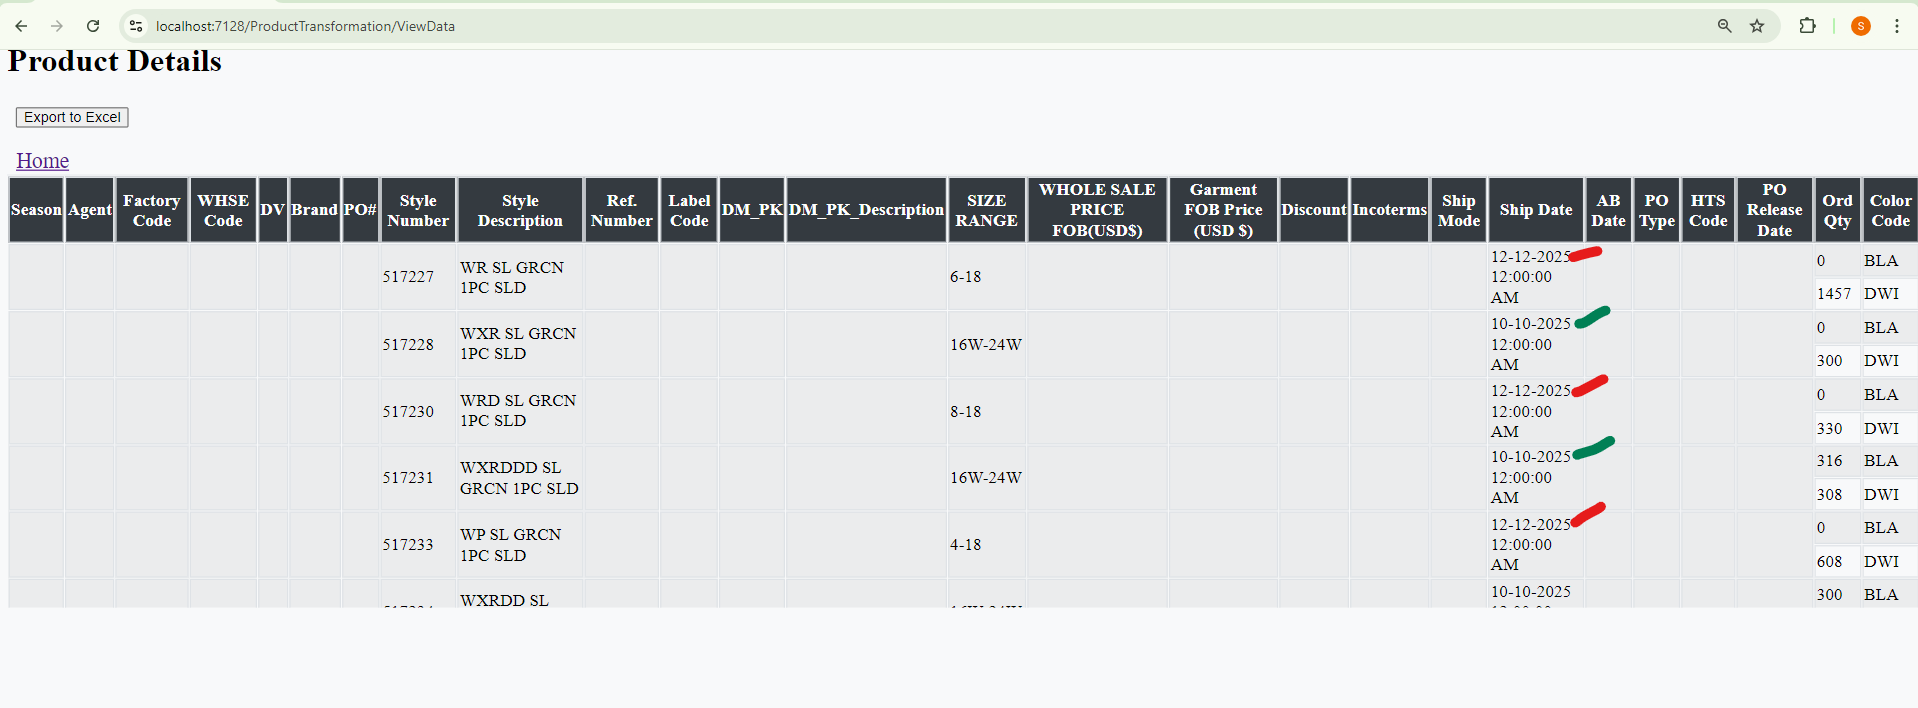 localhost:7128/ProductTransformation/ViewData
S
Product Details
Export to Excel
Home
Season Agent Factory Code WHSE Code DV Brand PO# Style Number Style Description Ref. Number Label Code DM_PK DM_PK_Description SIZE RANGE WHOLE SALE PRICE FOB(USD$) Garment FOB Price (USD $) Discount Incoterms Ship Mode Ship Date AB Date PO Type HTS Code PO Release Date Ord Qty Color Code
517227 WR SL GRCN 1PC SLD 6-18 12-12-2025 12:00:00 AM 0 BLA
1457 DWI
517228 WXR SL GRCN 1PC SLD 16W-24W 10-10-2025 12:00:00 AM 0 BLA
300 DWI
517230 WRD SL GRCN 1PC SLD 8-18 12-12-2025 12:00:00 AM 0 BLA
330 DWI
517231 WXRDDD SL GRCN 1PC SLD 16W-24W 10-10-2025 12:00:00 AM 316 BLA
308 DWI
517233 WP SL GRCN 1PC SLD 4-18 12-12-2025 12:00:00 AM 0 BLA
608 DWI
WXRDD SL 10-10-2025 300 BLA